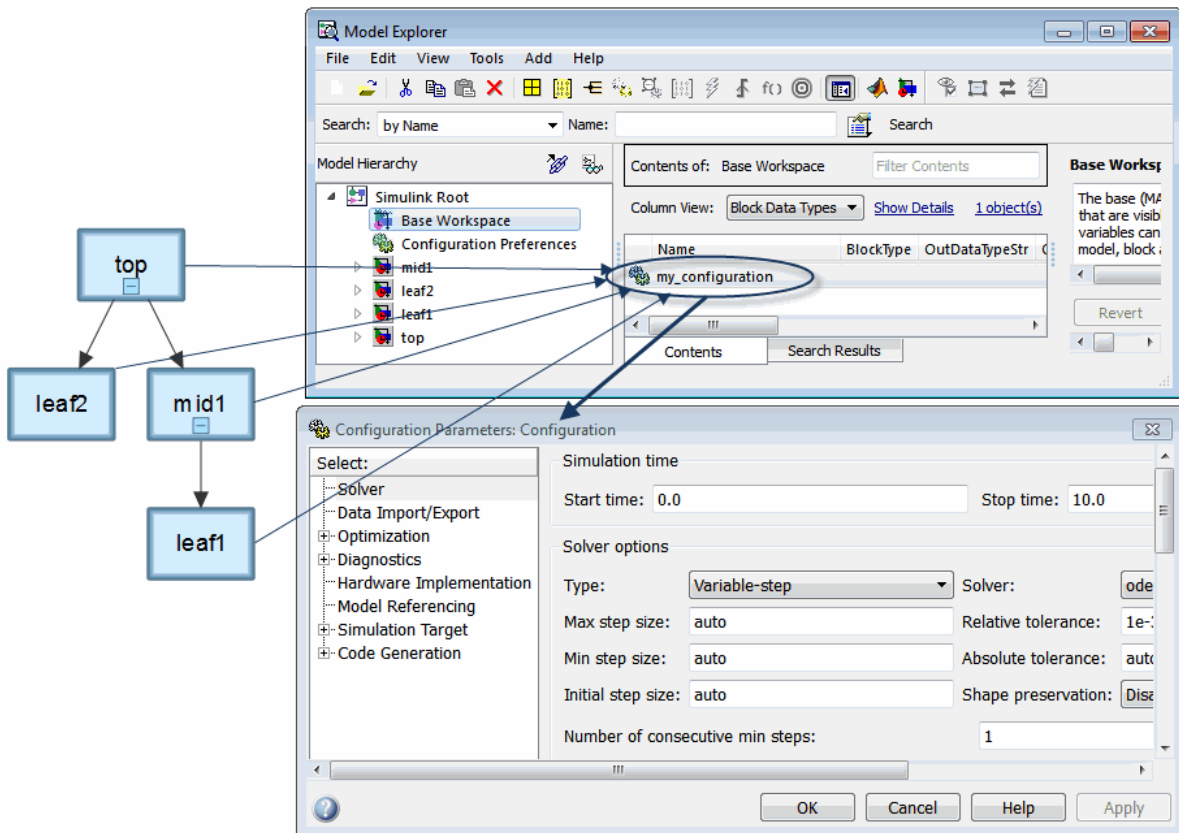 Model Explorer
File Edit View Tools Add Help
f()
Search: by Name Name: Search
Model Hierarchy
Simulink Root
Base Workspace
Configuration Preferences
mid1
leaf2
leaf1
top
Contents of: Base Workspace Filter Contents
Column View: Block Data Types Show Details 1 object(s)
Name BlockType OutDataTypeStr
my_configuration
Contents Search Results
Base Worksp
The base (MA
that are visib
variables can
model, block a
Revert
top
leaf2
mid1
leaf1
Configuration Parameters: Configuration
Select:
Solver
Data Import/Export
Optimization
Diagnostics
Hardware Implementation
Model Referencing
Simulation Target
Code Generation
Simulation time
Start time: 0.0 Stop time: 10.0
Solver options
Type: Variable-step Solver: ode
Max step size: auto Relative tolerance: 1e-
Min step size: auto Absolute tolerance: auto
Initial step size: auto Shape preservation: Disa
Number of consecutive min steps: 1
OK Cancel Help Apply